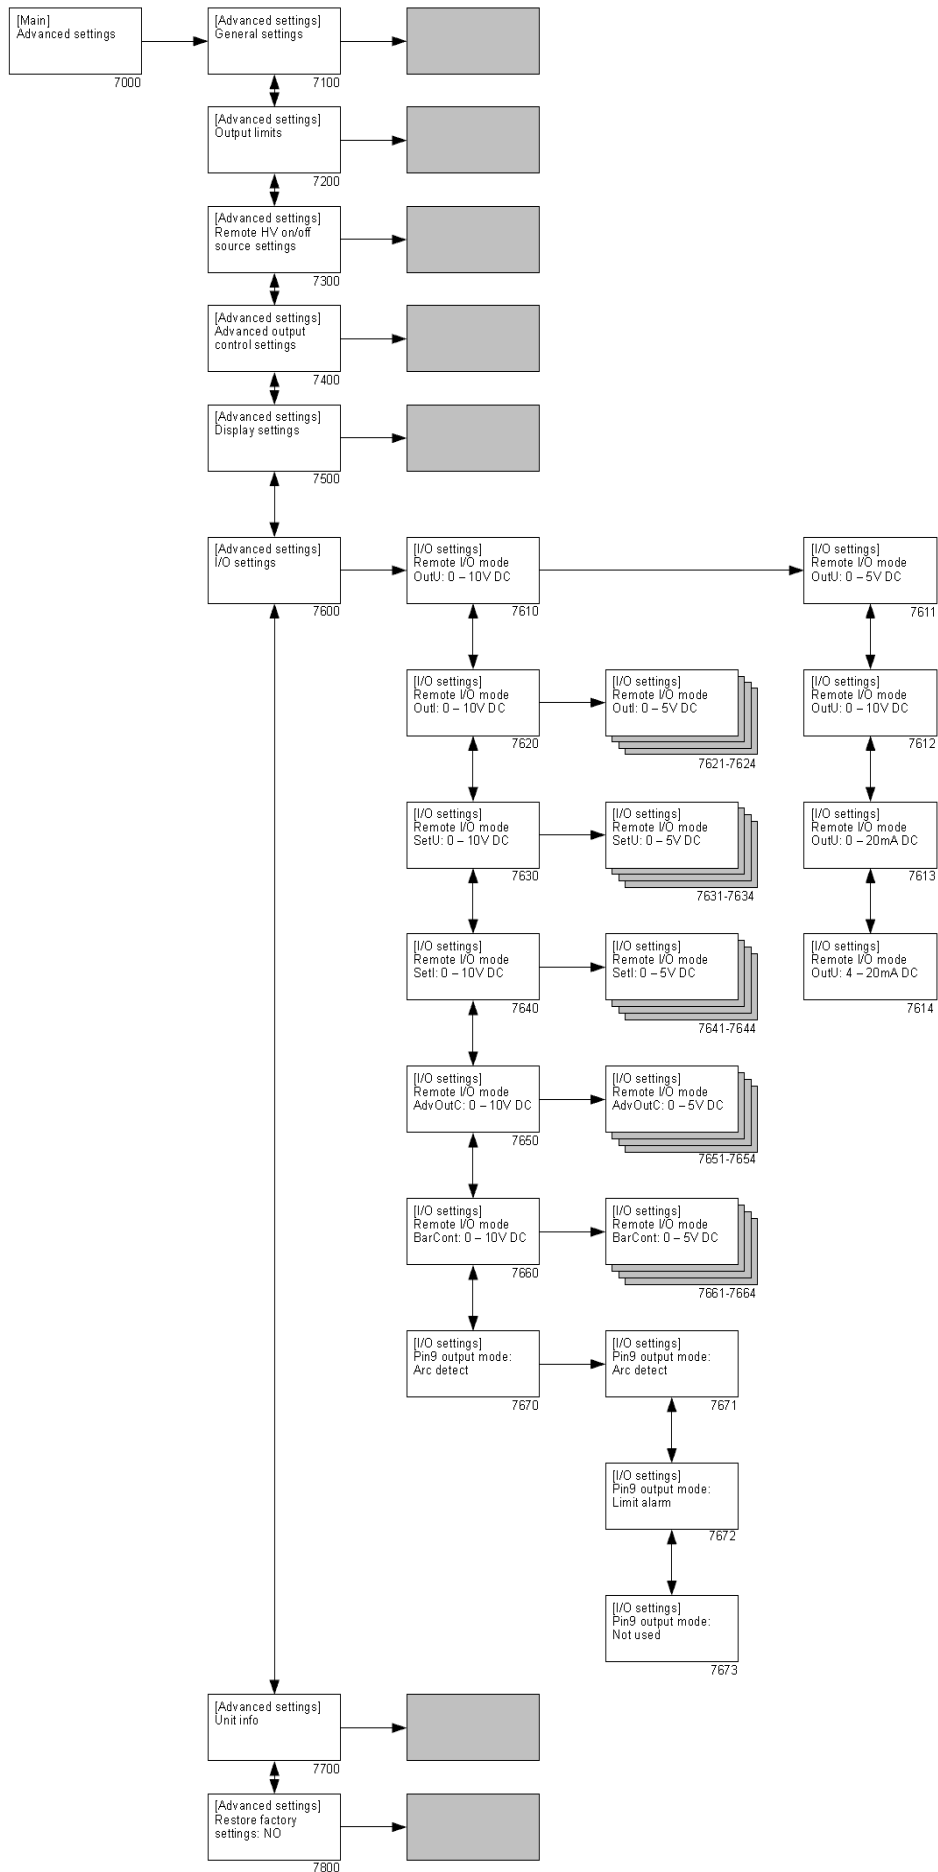 [Main]
Advanced settings
7000
[Advanced settings]
General settings
7100
[Advanced settings]
Output limits
7200
[Advanced settings]
Remote HV on/off
source settings
7300
[Advanced settings]
Advanced output
control settings
7400
[Advanced settings]
Display settings
7500
[Advanced settings]
I/O settings
7600
[I/O settings]
Remote I/O mode
OutU: 0 – 10V DC
7610
[I/O settings]
Remote I/O mode
OutU: 0 – 5V DC
7611
[I/O settings]
Remote I/O mode
OutI: 0 – 10V DC
7620
[I/O settings]
Remote I/O mode
OutI: 0 – 5V DC
7621-7624
[I/O settings]
Remote I/O mode
OutU: 0 – 10V DC
7612
[I/O settings]
Remote I/O mode
SetU: 0 – 10V DC
7630
[I/O settings]
Remote I/O mode
SetU: 0 – 5V DC
7631-7634
[I/O settings]
Remote I/O mode
OutU: 0 – 20mA DC
7613
[I/O settings]
Remote I/O mode
SetI: 0 – 10V DC
7640
[I/O settings]
Remote I/O mode
SetI: 0 – 5V DC
7641-7644
[I/O settings]
Remote I/O mode
OutU: 4 – 20mA DC
7614
[I/O settings]
Remote I/O mode
AdvOutC: 0 – 10V DC
7650
[I/O settings]
Remote I/O mode
AdvOutC: 0 – 5V DC
7651-7654
[I/O settings]
Remote I/O mode
BarCont: 0 – 10V DC
7660
[I/O settings]
Remote I/O mode
BarCont: 0 – 5V DC
7661-7664
[I/O settings]
Pin9 output mode:
Arc detect
7670
[I/O settings]
Pin9 output mode:
Arc detect
7671
[I/O settings]
Pin9 output mode:
Limit alarm
7672
[I/O settings]
Pin9 output mode:
Not used
7673
[Advanced settings]
Unit info
7700
[Advanced settings]
Restore factory
settings: NO
7800